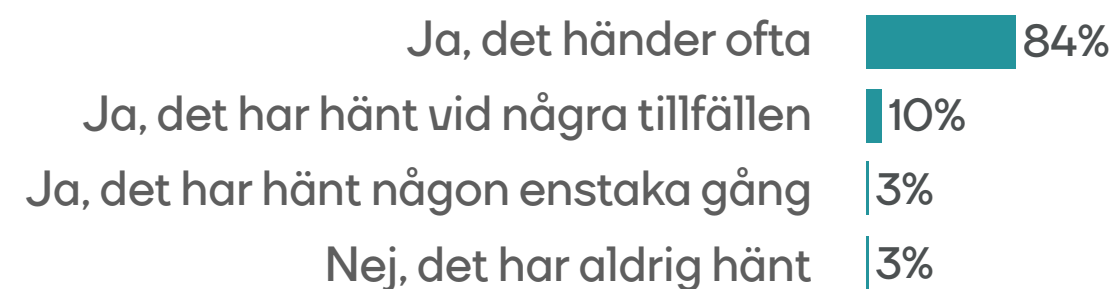 Ja, det händer ofta 84%
Ja, det har hänt vid några tillfällen 10%
Ja, det har hänt någon enstaka gång 3%
Nej, det har aldrig hänt 3%